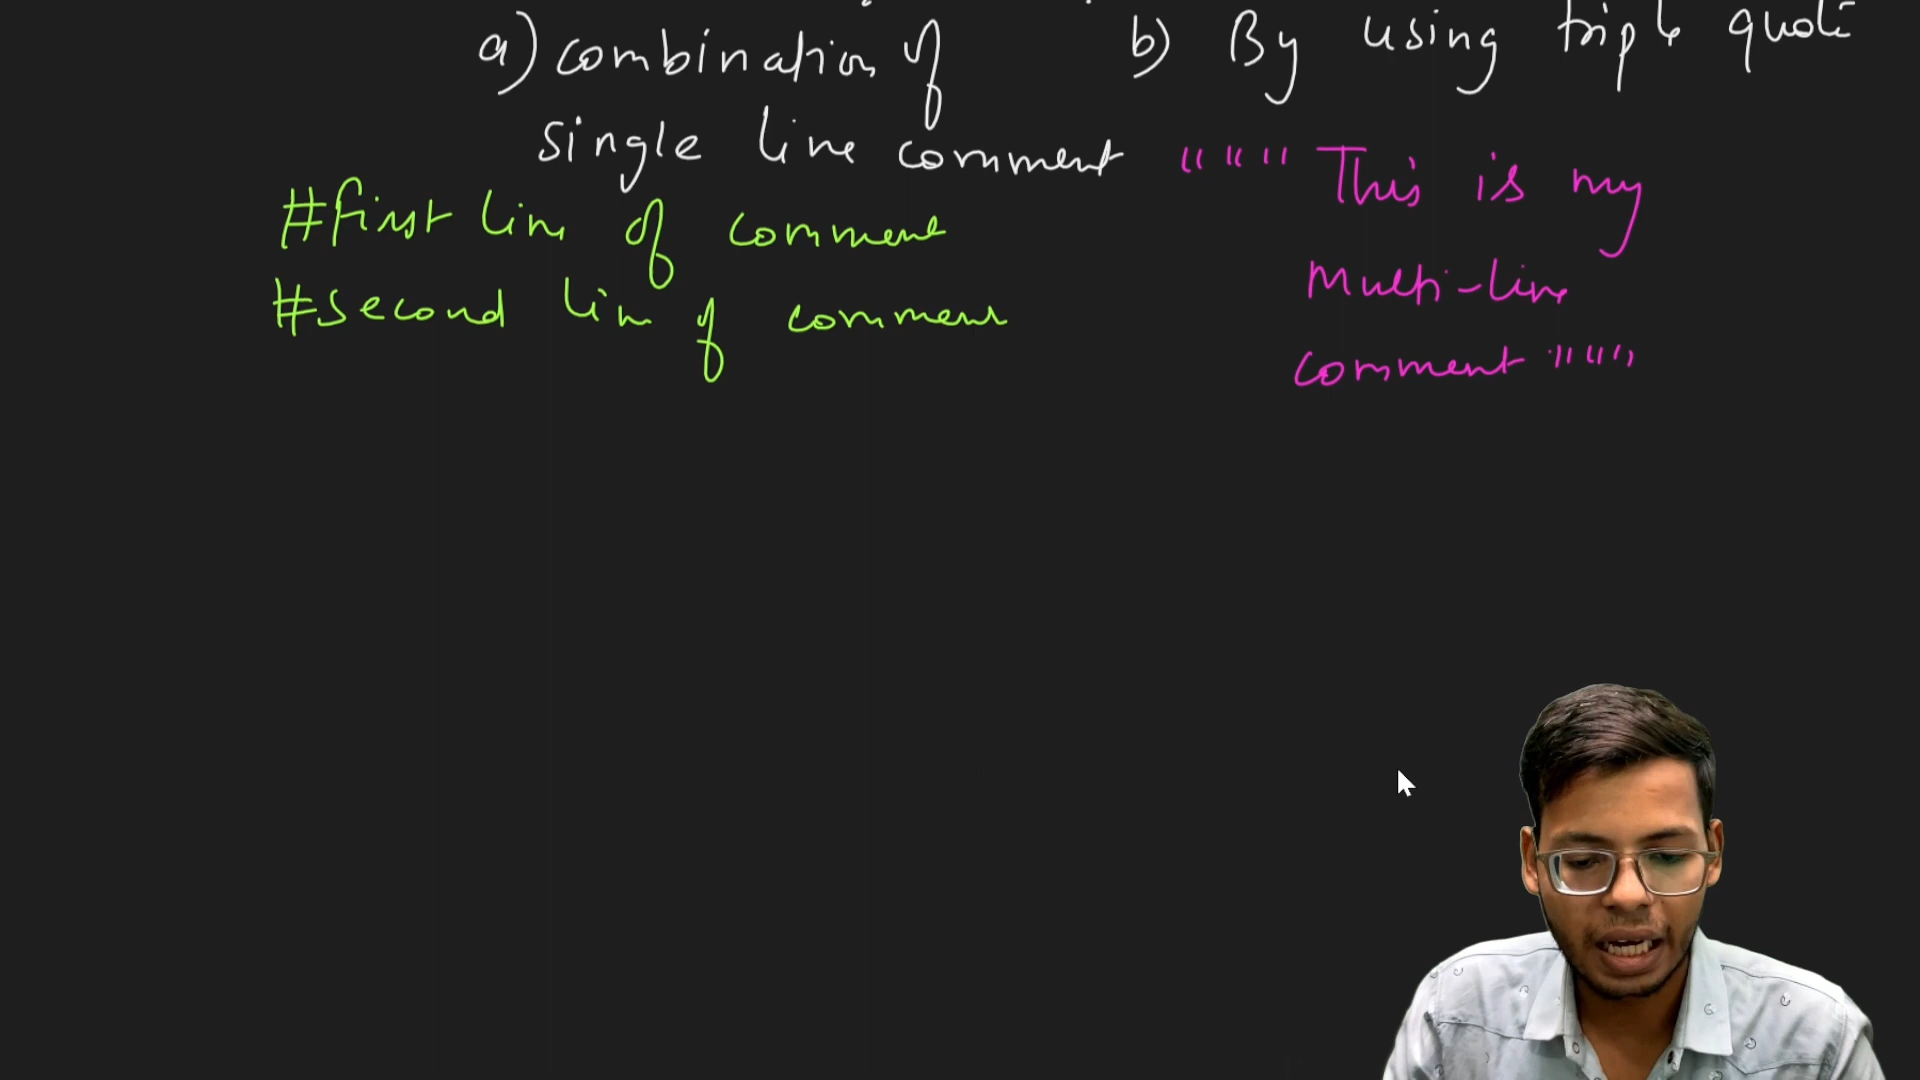 a) combination of
single line comment
#first line of comment
#second line of comment
b) By using triple quote
""" This is my
Multi-line
comment """